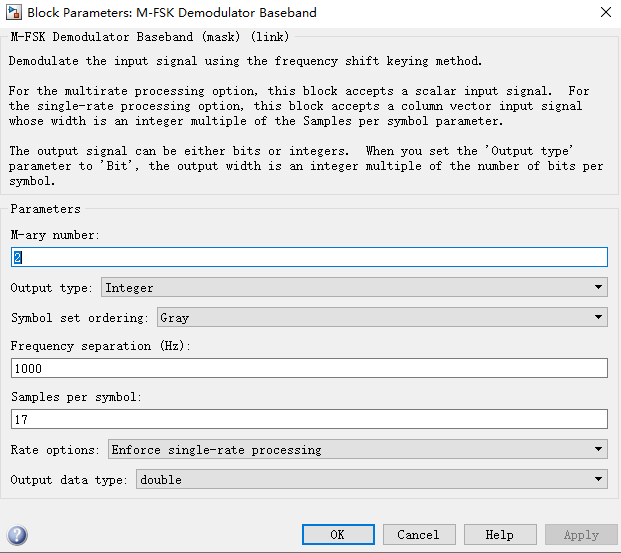 Block Parameters: M-FSK Demodulator Baseband
M-FSK Demodulator Baseband (mask) (link)
Demodulate the input signal using the frequency shift keying method.
For the multirate processing option, this block accepts a scalar input signal. For
the single-rate processing option, this block accepts a column vector input signal
whose width is an integer multiple of the Samples per symbol parameter.
The output signal can be either bits or integers. When you set the 'Output type'
parameter to 'Bit', the output width is an integer multiple of the number of bits per
symbol.
Parameters
M-ary number:
2
Output type: Integer
Symbol set ordering: Gray
Frequency separation (Hz):
1000
Samples per symbol:
17
Rate options: Enforce single-rate processing
Output data type: double
? OK Cancel Help Apply